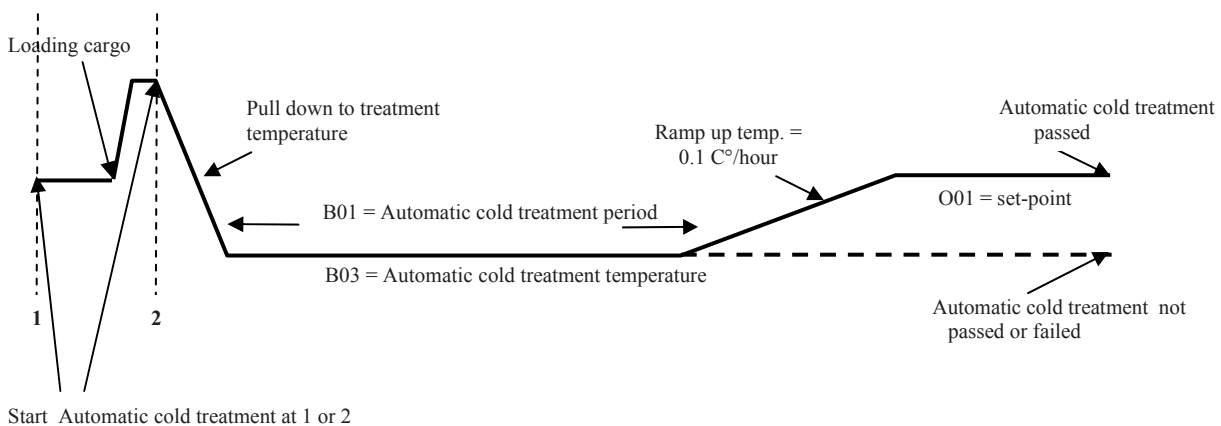 Loading cargo
Pull down to treatment
temperature
Ramp up temp. =
0.1 C°/hour
Automatic cold treatment
passed
B01 = Automatic cold treatment period
O01 = set-point
B03 = Automatic cold treatment temperature
Automatic cold treatment not
passed or failed
1
2
Start Automatic cold treatment at 1 or 2